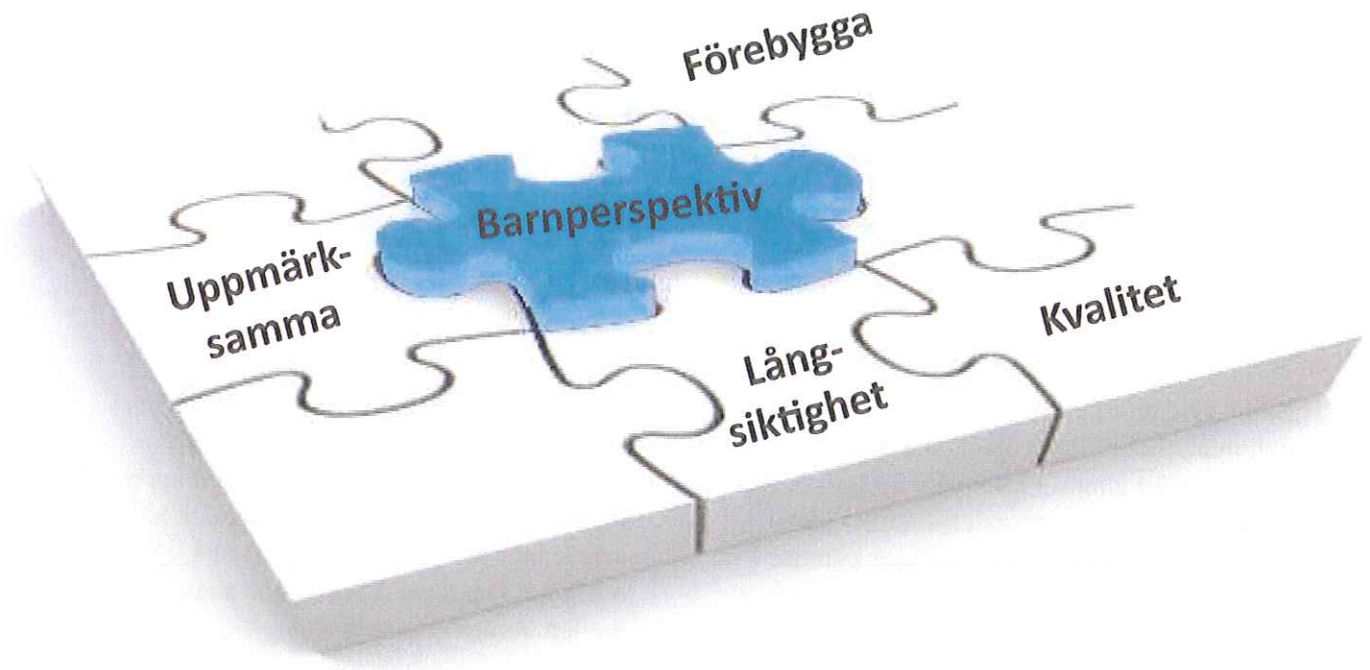 Förebygga
Barnperspektiv
Uppmärk-
samma
Lång-
siktighet
Kvalitet